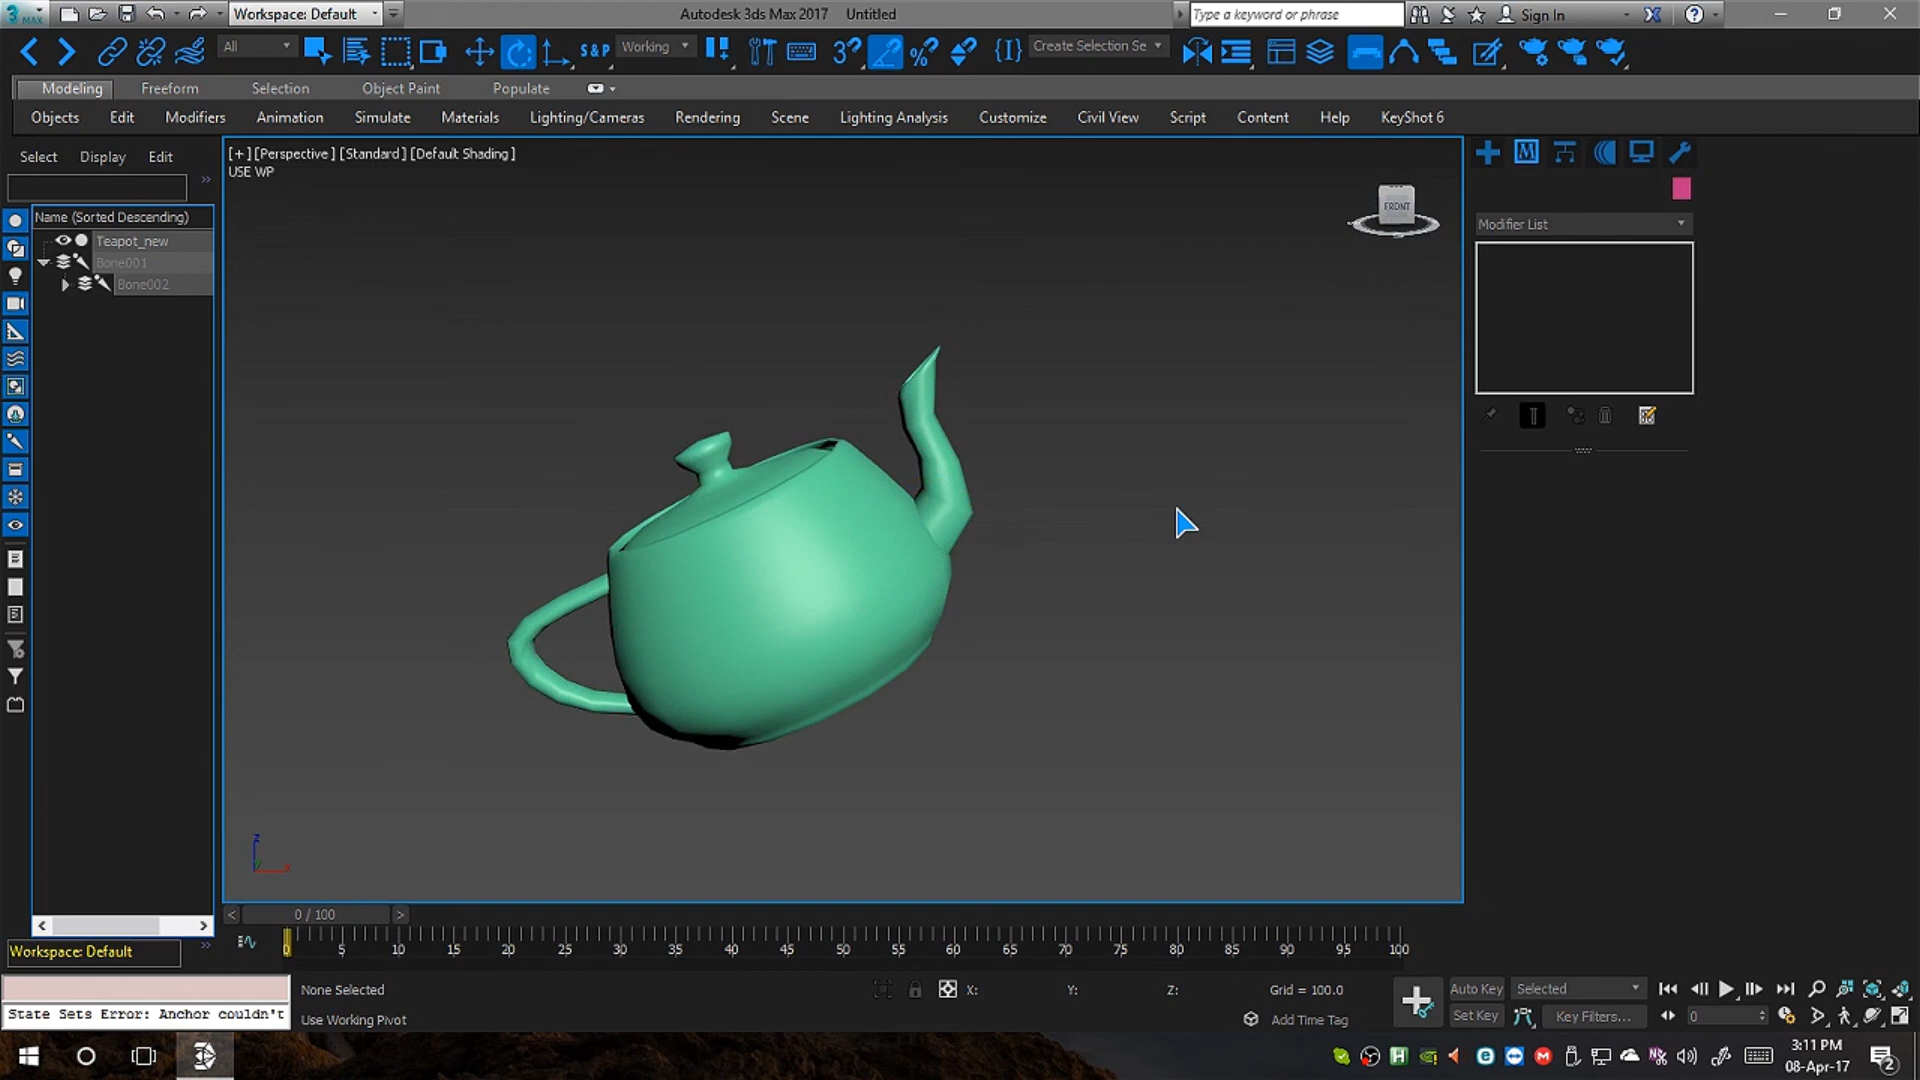 3 MAX Workspace: Default Autodesk 3ds Max 2017 Untitled Type a keyword or phrase Sign In
All S&P Working 3 Create Selection Se
Modeling Freeform Selection Object Paint Populate
Objects Edit Modifiers Animation Simulate Materials Lighting/Cameras Rendering Scene Lighting Analysis Customize Civil View Script Content Help KeyShot 6
Select Display Edit
[+] [Perspective ] [Standard ] [Default Shading ]
USE WP
FRONT
Name (Sorted Descending)
Teapot_new
Bone001
Bone002
Modifier List
z
y x
0 / 100
0 5 10 15 20 25 30 35 40 45 50 55 60 65 70 75 80 85 90 95 100
Workspace: Default
State Sets Error: Anchor couldn't
None Selected X: Y: Z: Grid = 100.0
Use Working Pivot Add Time Tag
Auto Key Selected
Set Key Key Filters... 0
3:11 PM
08-Apr-17
2